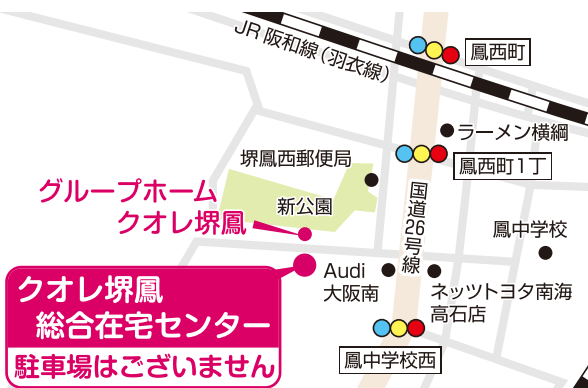 JR 阪和線（羽衣線）
鳳西町
ラーメン横綱
堺鳳西郵便局
鳳西町1丁
グループホーム
クオレ堺鳳
新公園
国道26号線
鳳中学校
クオレ堺鳳
総合在宅センター
駐車場はございません
Audi
大阪南
ネッツトヨタ南海
高石店
鳳中学校西